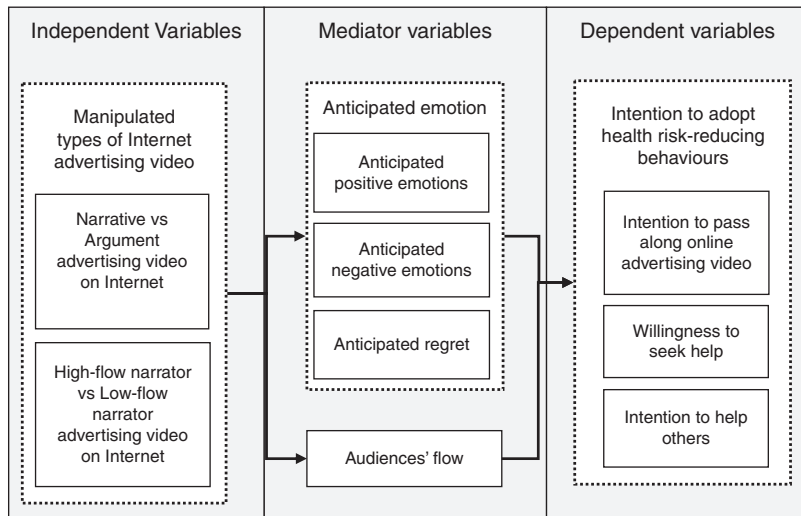 Independent Variables
Manipulated
types of Internet
advertising video
Narrative vs
Argument
advertising video
on Internet
High-flow narrator
vs Low-flow
narrator
advertising video
on Internet
Mediator variables
Anticipated emotion
Anticipated
positive emotions
Anticipated
negative emotions
Anticipated regret
Audiences' flow
Dependent variables
Intention to adopt
health risk-reducing
behaviours
Intention to pass
along online
advertising video
Willingness to
seek help
Intention to help
others